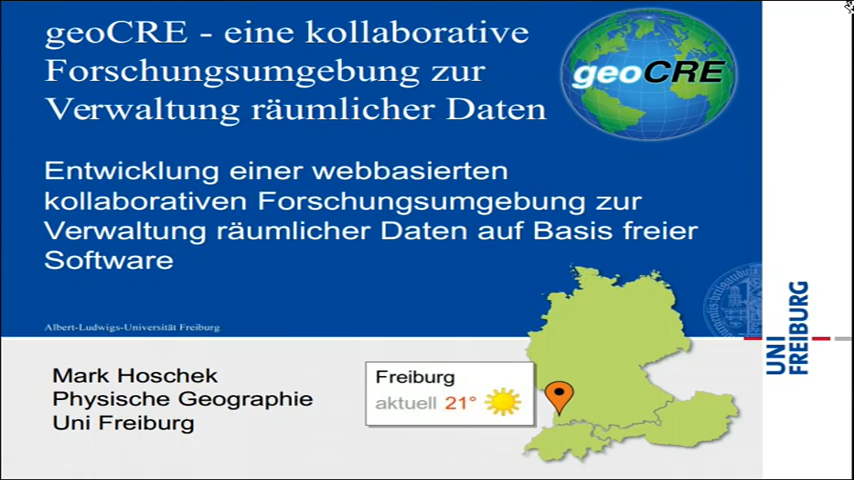 geoCRE - eine kollaborative
Forschungsumgebung zur
Verwaltung räumlicher Daten
geoCRE
Entwicklung einer webbasierten
kollaborativen Forschungsumgebung zur
Verwaltung räumlicher Daten auf Basis freier
Software
Albert-Ludwigs-Universität Freiburg
UNI
FREIBURG
Mark Hoschek
Physische Geographie
Uni Freiburg
Freiburg
aktuell 21°